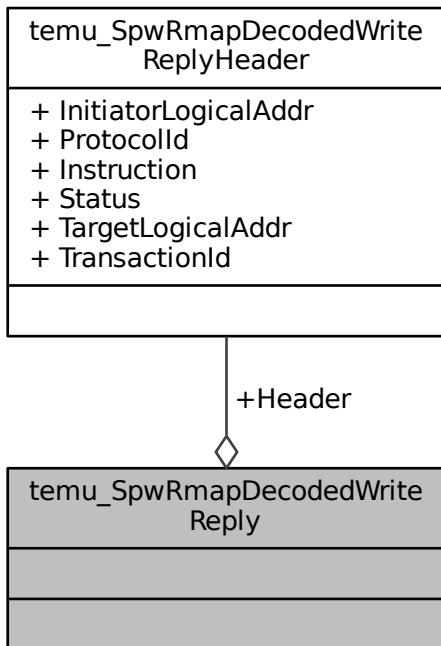 temu_SpwRmapDecodedWrite
ReplyHeader
+ InitiatorLogicalAddr
+ ProtocolId
+ Instruction
+ Status
+ TargetLogicalAddr
+ TransactionId
+Header
temu_SpwRmapDecodedWrite
Reply